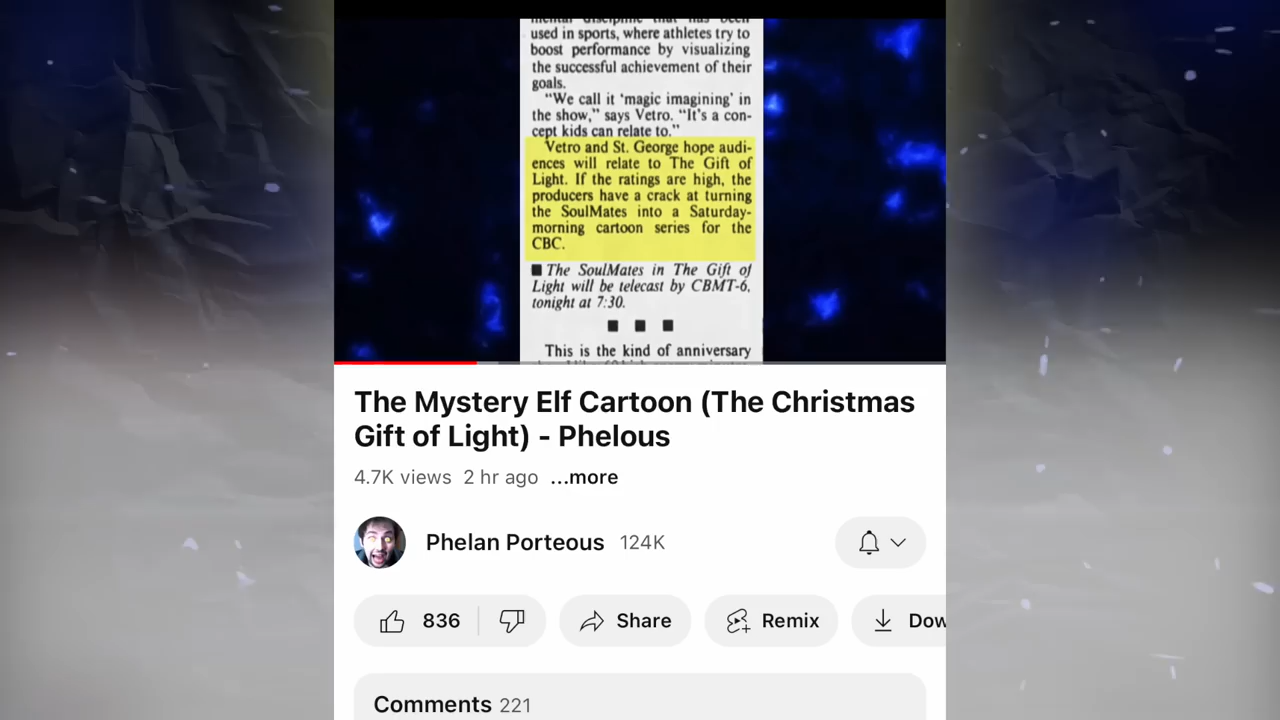 mental discipline that has been
used in sports, where athletes try to
boost performance by visualizing
the successful achievement of their
goals.
"We call it 'magic imagining' in
the show," says Vetro. "It's a con-
cept kids can relate to."
Vetro and St. George hope audi-
ences will relate to The Gift of
Light. If the ratings are high, the
producers have a crack at turning
the SoulMates into a Saturday-
morning cartoon series for the
CBC.
■ The SoulMates in The Gift of
Light will be telecast by CBMT-6,
tonight at 7:30.
■ ■ ■
This is the kind of anniversary
The Mystery Elf Cartoon (The Christmas
Gift of Light) - Phelous
4.7K views 2 hr ago ...more
Phelan Porteous 124K
836 Share Remix Dow
Comments 221